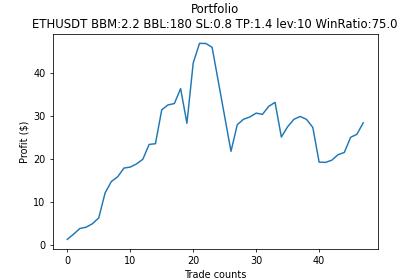 Portfolio
ETHUSDT BBM:2.2 BBL:180 SL:0.8 TP:1.4 lev:10 WinRatio:75.0
Profit ($)
40
30
20
10
0
0 10 20 30 40
Trade counts